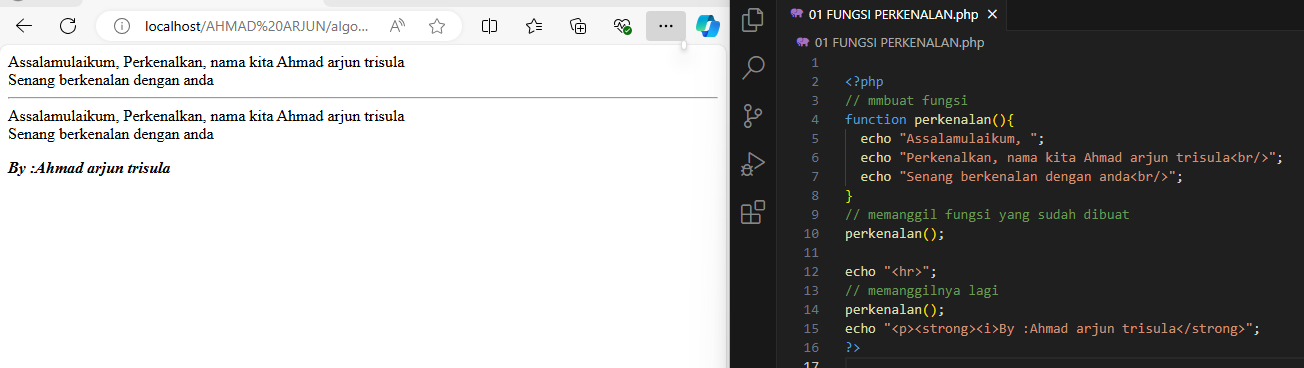 localhost/AHMAD%20ARJUN/algo...
Assalamulaikum, Perkenalkan, nama kita Ahmad arjun trisula
Senang berkenalan dengan anda
Assalamulaikum, Perkenalkan, nama kita Ahmad arjun trisula
Senang berkenalan dengan anda
By :Ahmad arjun trisula
01 FUNGSI PERKENALAN.php
01 FUNGSI PERKENALAN.php
1
2 <?php
3 // mmbuat fungsi
4 function perkenalan(){
5 echo "Assalamulaikum, ";
6 echo "Perkenalkan, nama kita Ahmad arjun trisula<br/>";
7 echo "Senang berkenalan dengan anda<br/>";
8 }
9 // memanggil fungsi yang sudah dibuat
10 perkenalan();
11
12 echo "<hr>";
13 // memanggilnya lagi
14 perkenalan();
15 echo "<p><strong><i>By :Ahmad arjun trisula</strong>";
16 ?>
17